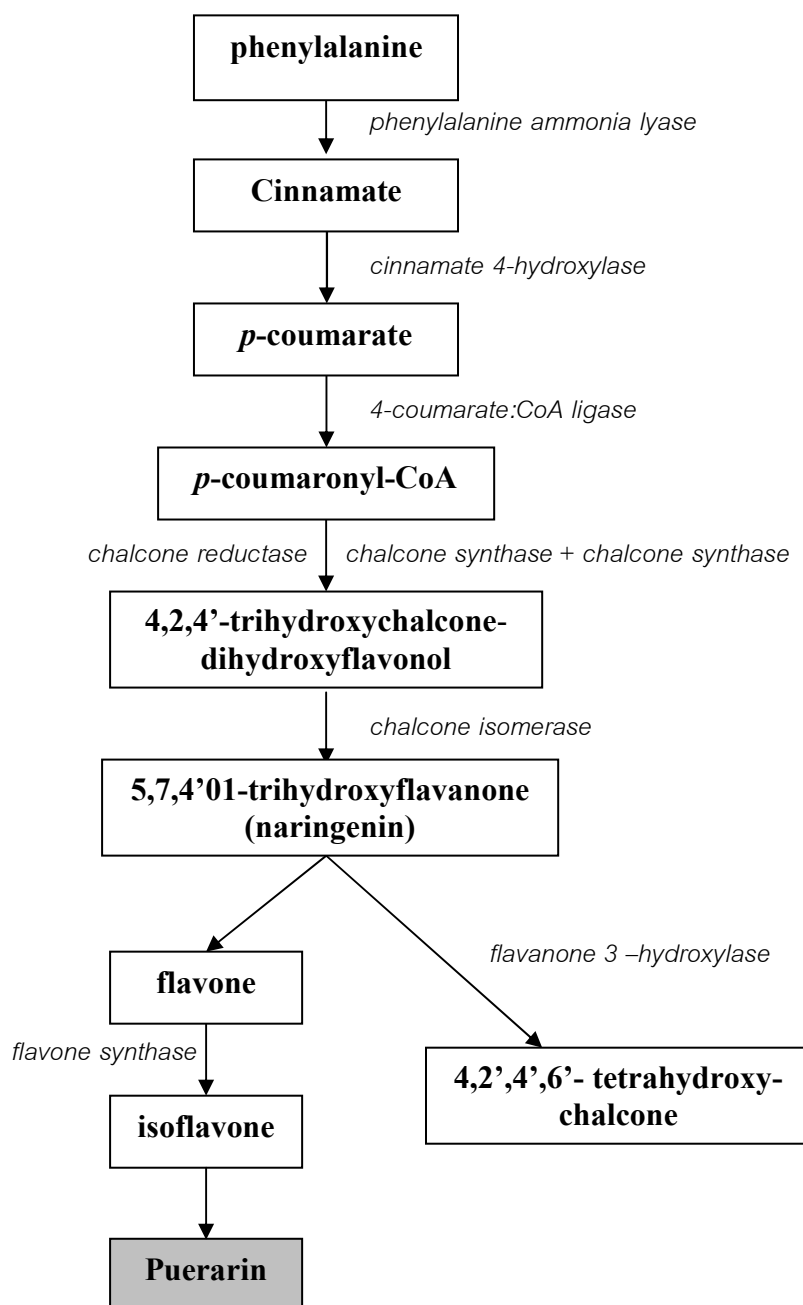 phenylalanine
phenylalanine ammonia lyase
Cinnamate
cinnamate 4-hydroxylase
p-coumarate
4-coumarate:CoA ligase
p-coumaronyl-CoA
chalcone reductase
chalcone synthase + chalcone synthase
4,2,4’-trihydroxychalcone-
dihydroxyflavonol
chalcone isomerase
5,7,4’01-trihydroxyflavanone
(naringenin)
flavanone 3 –hydroxylase
flavone
flavone synthase
4,2’,4’,6’- tetrahydroxy-
chalcone
isoflavone
Puerarin